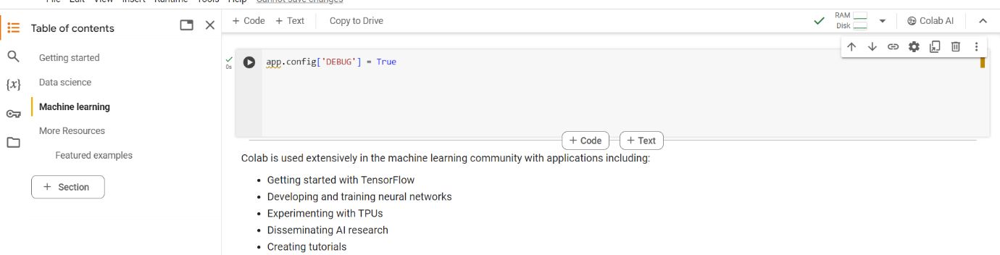 File Edit View Insert Runtime Tools Help Cannot save changes
Table of contents
+ Code + Text Copy to Drive
RAM
Disk
Colab AI
Getting started
Data science
Machine learning
More Resources
Featured examples
+ Section
{x}
0s
app.config['DEBUG'] = True
+ Code + Text
Colab is used extensively in the machine learning community with applications including:
• Getting started with TensorFlow
• Developing and training neural networks
• Experimenting with TPUs
• Disseminating AI research
• Creating tutorials